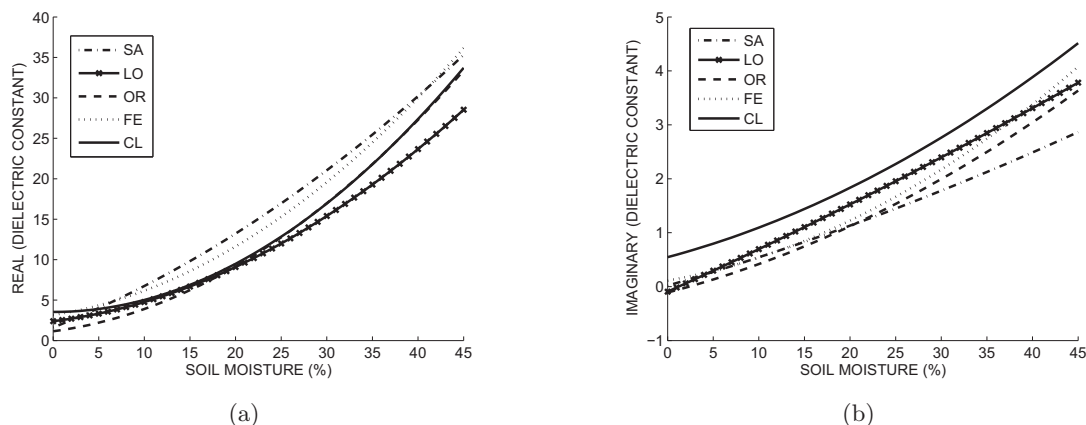 40
35
30
25
20
15
10
5
0
REAL (DIELECTRIC CONSTANT)
SA
LO
OR
FE
CL
0 5 10 15 20 25 30 35 40 45
SOIL MOISTURE (%)
(a)
5
4
3
2
1
0
−1
IMAGINARY (DIELECTRIC CONSTANT)
SA
LO
OR
FE
CL
0 5 10 15 20 25 30 35 40 45
SOIL MOISTURE (%)
(b)